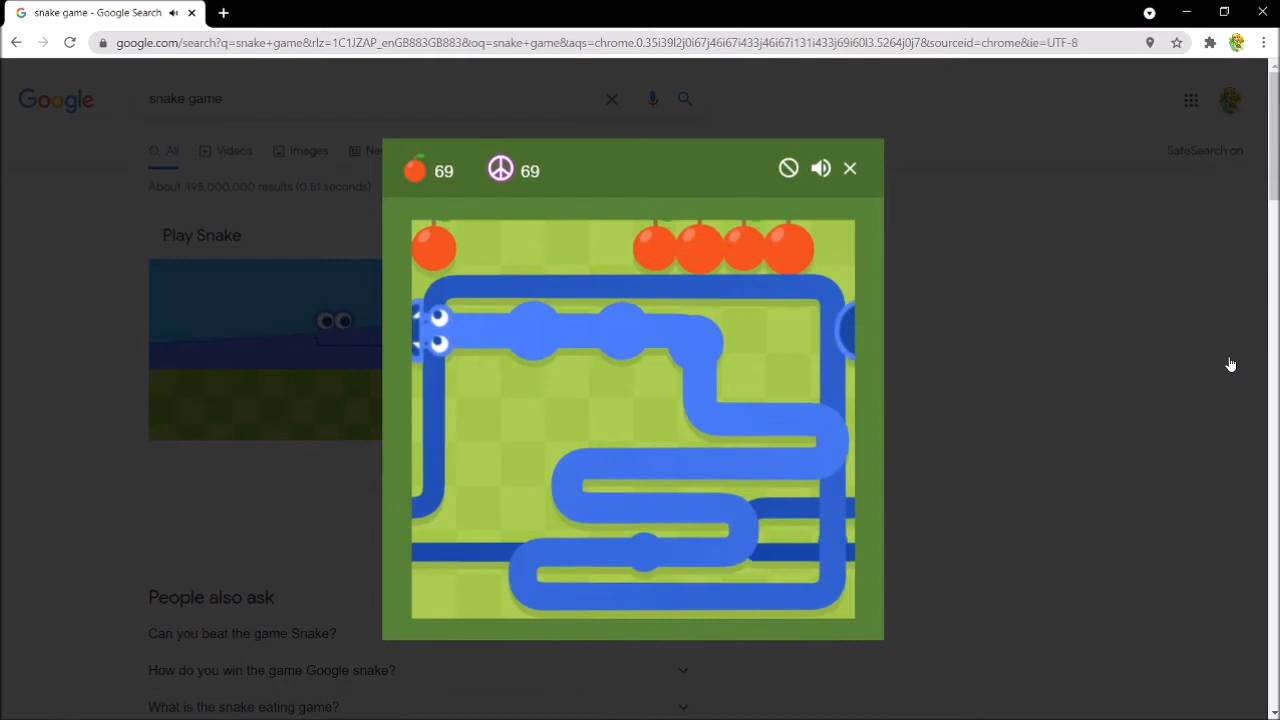 snake game - Google Search
google.com/search?q=snake+game&rlz=1C1JZAP_enGB883GB883&oq=snake+game&aqs=chrome.0.35i39l2j0i67i46i67i433j46i67i131i433j69i60l3.5264j0j7&sourceid=chrome&ie=UTF-8
Google
snake game
All
Videos
Images
SafeSearch on
About 495,000,000 results (0.51 seconds)
69
69
Play Snake
People also ask
Can you beat the game Snake?
How do you win the game Google snake?
What is the snake eating game?